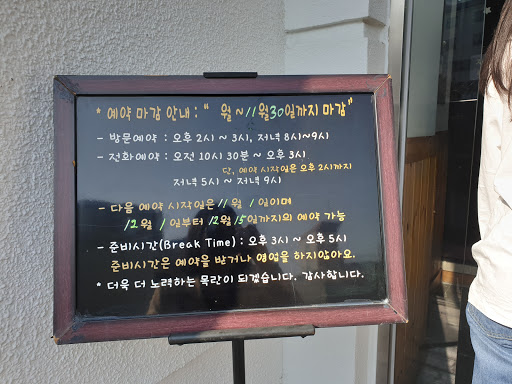 * 예약 마감 안내 : " 월 ~ 11월30일까지 마감"
- 방문예약 : 오후 2시 ~ 3시, 저녁 8시~9시
- 전화예약 : 오전 10시 30분 ~ 오후 3시
단, 예약 시작일은 오후 2시까지
저녁 5시 ~ 저녁 9시
- 다음 예약 시작일은 11월 1일이며
12월 1일부터 12월 15일까지의 예약 가능
- 준비시간(Break Time) : 오후 3시 ~ 오후 5시
준비시간은 예약을 받거나 영업을 하지않아요.
* 더욱 더 노력하는 목란이 되겠습니다. 감사합니다.